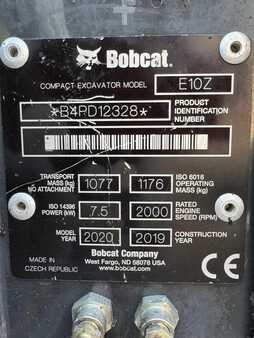 Bobcat.
COMPACT EXCAVATOR MODEL E10Z
*B4PD12328* PRODUCT IDENTIFICATION NUMBER
TRANSPORT MASS (kg) NO ATTACHMENT 1077 1176 ISO 6016 OPERATING MASS (kg)
ISO 14396 POWER (kW) 7.5 2000 RATED ENGINE SPEED (RPM)
MODEL YEAR 2020 2019 CONSTRUCTION YEAR
MADE IN CZECH REPUBLIC
Bobcat Company
West Fargo, ND 58078 USA
www.bobcat.com
CE